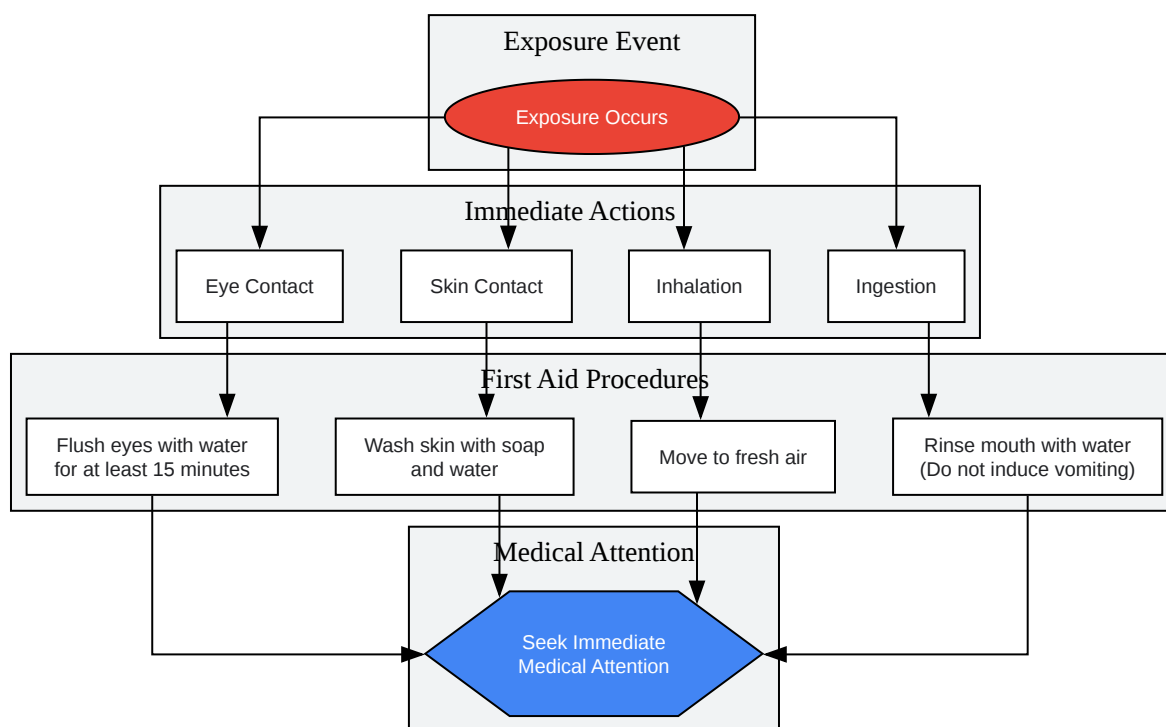 Exposure Event
Exposure Occurs
Immediate Actions
Eye Contact
Skin Contact
Inhalation
Ingestion
First Aid Procedures
Flush eyes with water
for at least 15 minutes
Wash skin with soap
and water
Move to fresh air
Rinse mouth with water
(Do not induce vomiting)
Medical Attention
Seek Immediate
Medical Attention